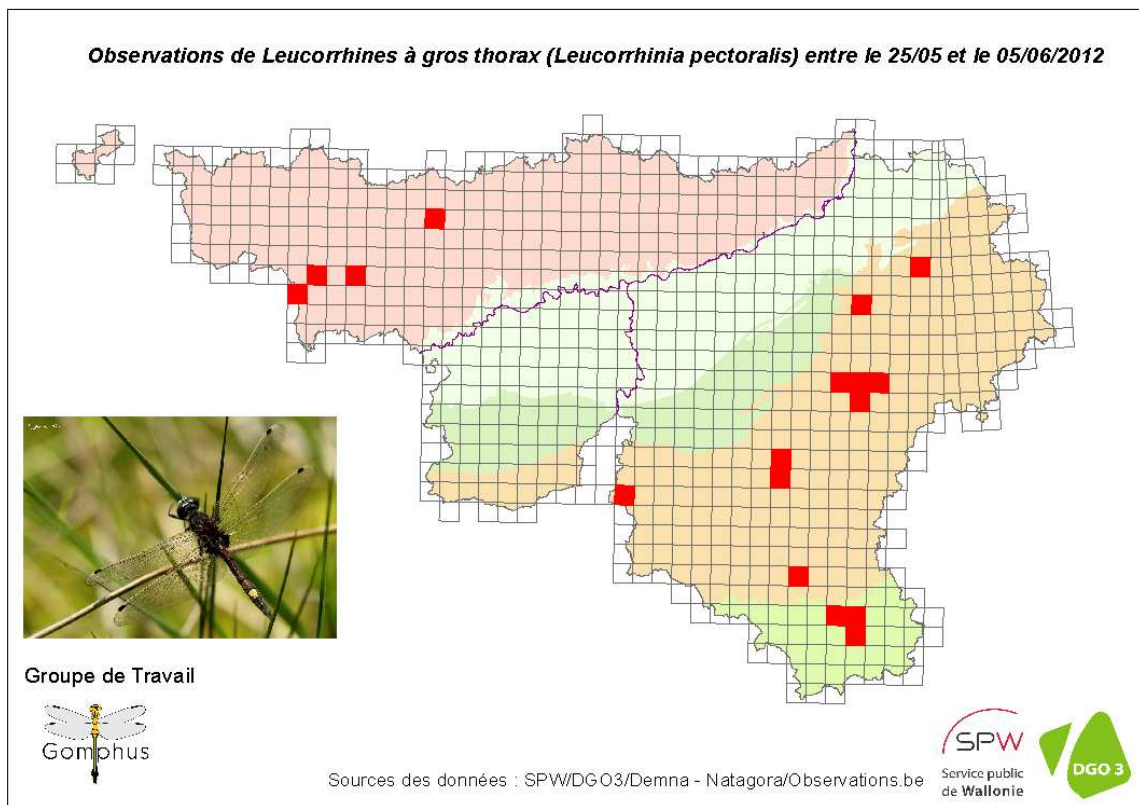 Observations de Leucorrhines à gros thorax (Leucorrhinia pectoralis) entre le 25/05 et le 05/06/2012
Groupe de Travail
Gomphus
Sources des données : SPW/DGO3/Demna - Natagora/Observations.be
SPW
Service public
de Wallonie
DGO 3